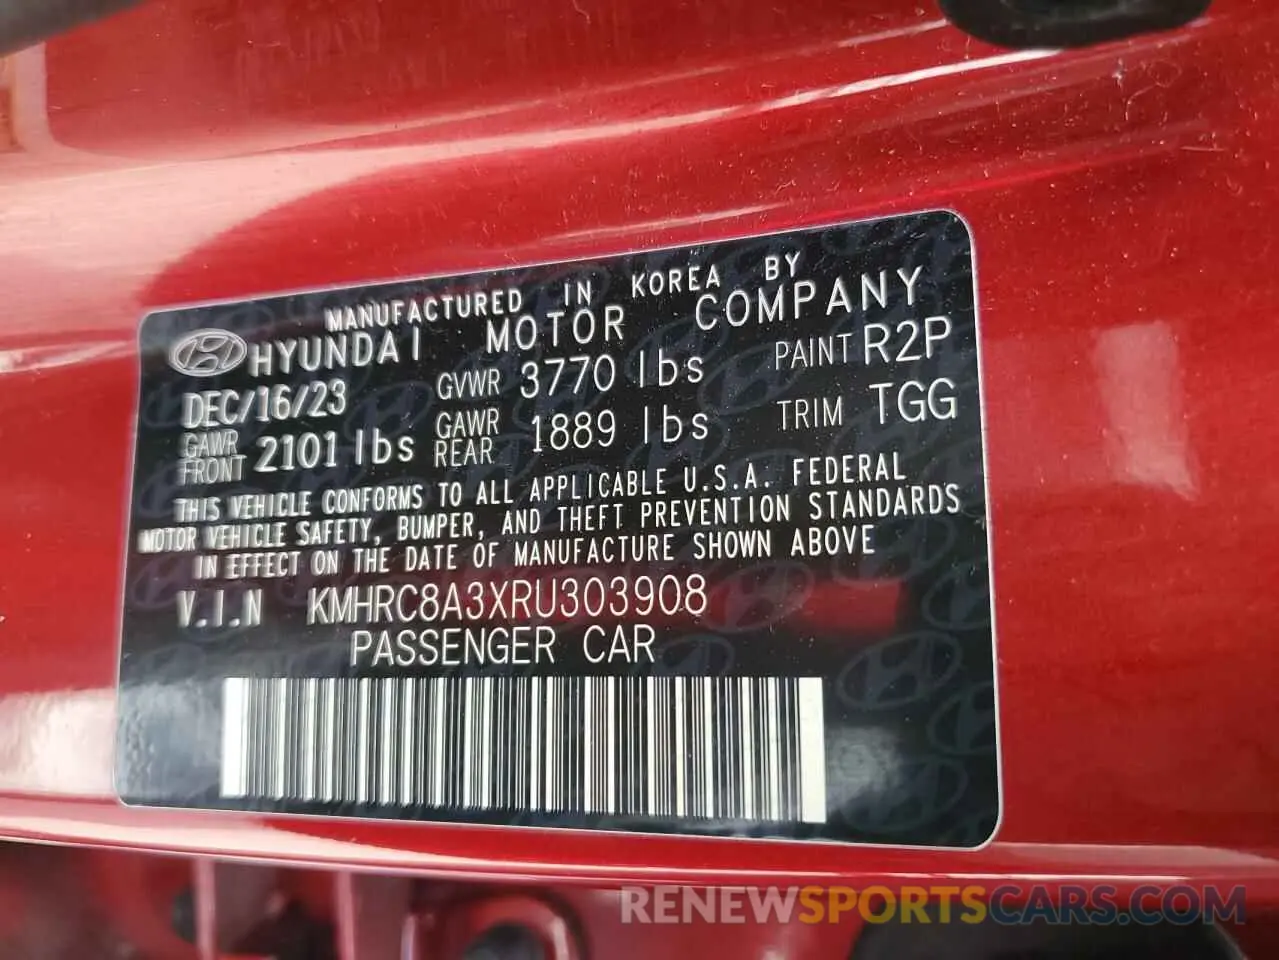 MANUFACTURED IN KOREA BY
HYUNDAI MOTOR COMPANY
DEC/16/23 GVWR 3770 lbs PAINT R2P
GAWR FRONT 2101 lbs GAWR REAR 1889 lbs TRIM TGG
THIS VEHICLE CONFORMS TO ALL APPLICABLE U.S.A. FEDERAL
MOTOR VEHICLE SAFETY, BUMPER, AND THEFT PREVENTION STANDARDS
IN EFFECT ON THE DATE OF MANUFACTURE SHOWN ABOVE
V.I.N KMHRC8A3XRU303908
PASSENGER CAR
RENEWSPORTSCARS.COM